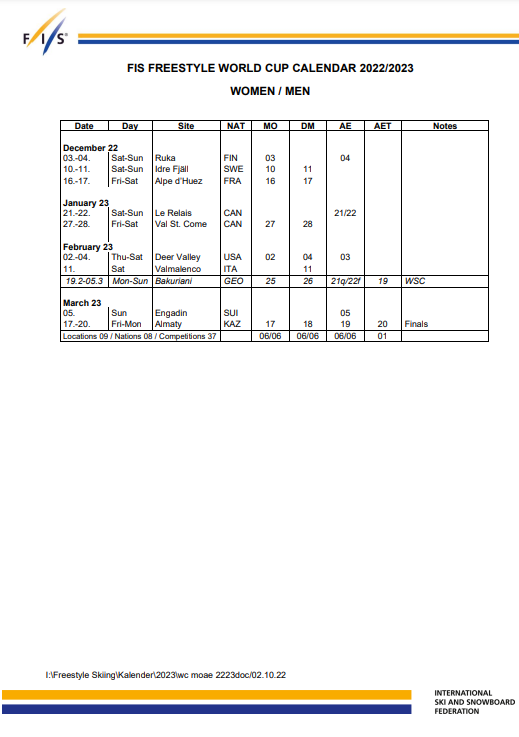 FIS
FIS FREESTYLE WORLD CUP CALENDAR 2022/2023
WOMEN / MEN
Date Day Site NAT MO DM AE AET Notes
December 22
03.-04. Sat-Sun Ruka FIN 03 04
10.-11. Sat-Sun Idre Fjäll SWE 10 11
16.-17. Fri-Sat Alpe d'Huez FRA 16 17
January 23
21.-22. Sat-Sun Le Relais CAN 21/22
27.-28. Fri-Sat Val St. Come CAN 27 28
February 23
02.-04. Thu-Sat Deer Valley USA 02 04 03
11. Sat Valmalenco ITA 11
19.2-05.3 Mon-Sun Bakuriani GEO 25 26 21q/22f 19 WSC
March 23
05. Sun Engadin SUI 05
17.-20. Fri-Mon Almaty KAZ 17 18 19 20 Finals
Locations 09 / Nations 08 / Competitions 37 06/06 06/06 06/06 01
I:\Freestyle Skiing\Kalender\2023\wc moae 2223doc/02.10.22
INTERNATIONAL
SKI AND SNOWBOARD
FEDERATION